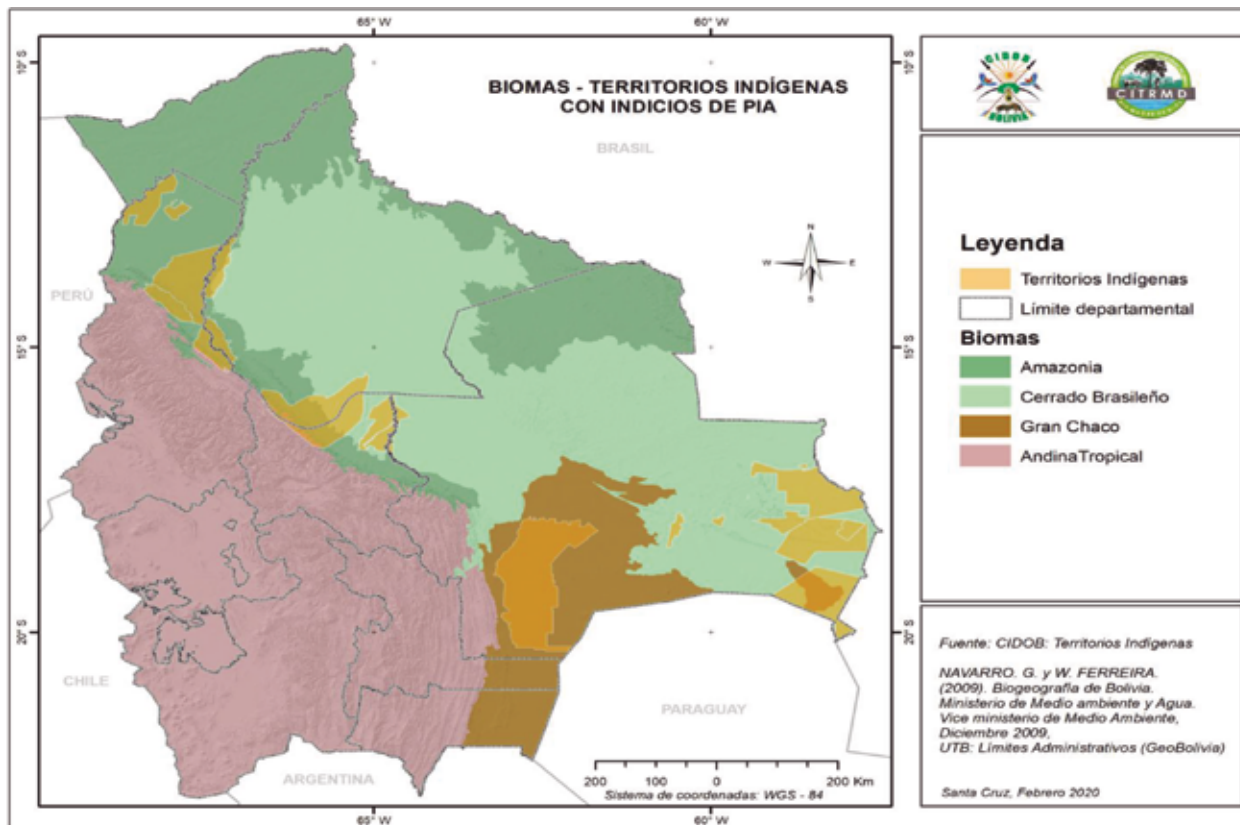 65° W
60° W
10°S
10°S
BIOMAS - TERRITORIOS INDÍGENAS
CON INDICIOS DE PIA
CIDOB
BOLIVIA
CITRMD
BRASIL
N
W
E
S
PERÚ
15°S
15°S
Leyenda
Territorios Indígenas
Límite departamental
Biomas
Amazonia
Cerrado Brasileño
Gran Chaco
AndinaTropical
20°S
20°S
CHILE
PARAGUAY
ARGENTINA
200 100 0 200 Km
Sistema de coordenadas: WGS - 84
65° W
60° W
Fuente: CIDOB: Territorios Indígenas
NAVARRO. G. y W. FERREIRA.
(2009). Biogeografía de Bolivia.
Ministerio de Medio ambiente y Agua.
Vice ministerio de Medio Ambiente,
Diciembre 2009,
UTB: Límites Administrativos (GeoBolivia)
Santa Cruz, Febrero 2020